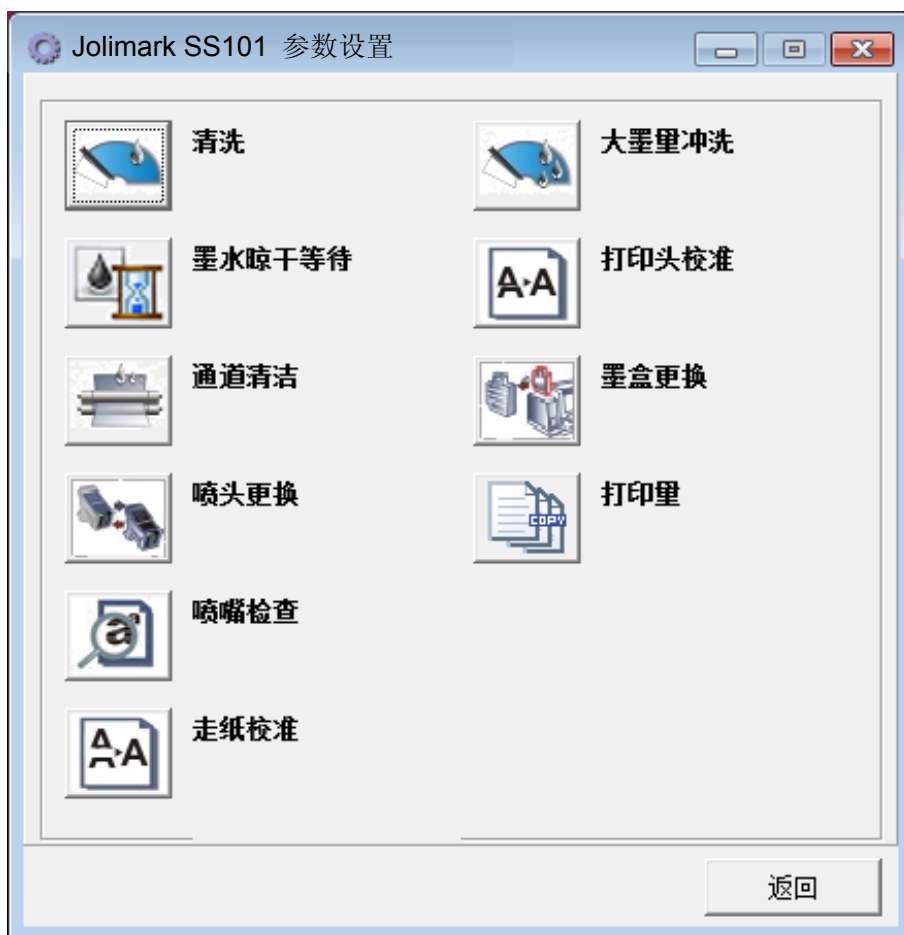 Jolimark SS101 参数设置
清洗
大墨量冲洗
墨水晾干等待
A A
打印头校准
通道清洁
墨盒更换
喷头更换
COPY
打印量
a
喷嘴检查
A A
走纸校准
返回